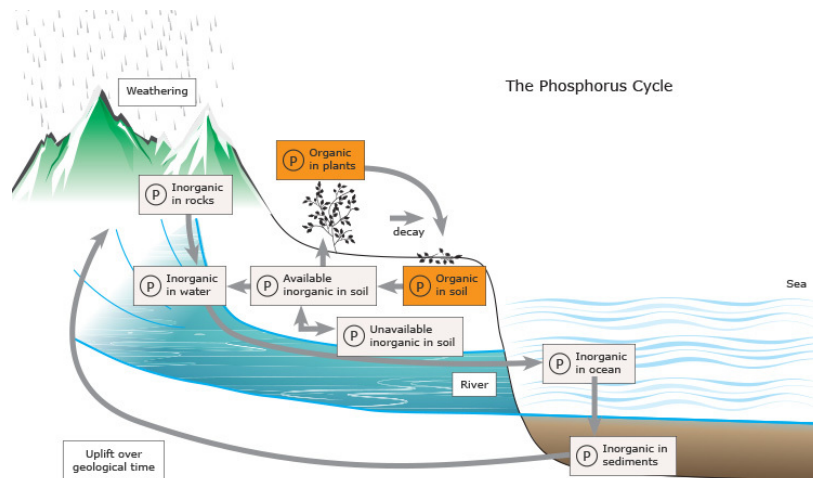 The Phosphorus Cycle
Weathering
P Organic
in plants
P Inorganic
in rocks
decay
P Inorganic
in water
P Available
inorganic in soil
P Organic
in soil
Sea
P Unavailable
inorganic in soil
P Inorganic
in ocean
River
Uplift over
geological time
P Inorganic in
sediments